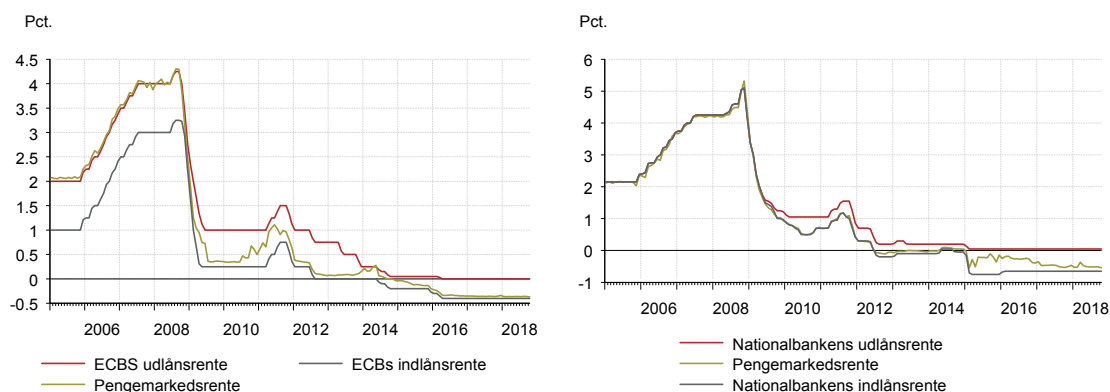 Pct.
4.5
4
3.5
3
2.5
2
1.5
1
0.5
0
-0.5
2006 2008 2010 2012 2014 2016 2018
ECBS udlånsrente ECBs indlånsrente
Pengemarkedsrente
Pct.
6
5
4
3
2
1
0
-1
2006 2008 2010 2012 2014 2016 2018
Nationalbankens udlånsrente
Pengemarkedsrente
Nationalbankens indlånsrente